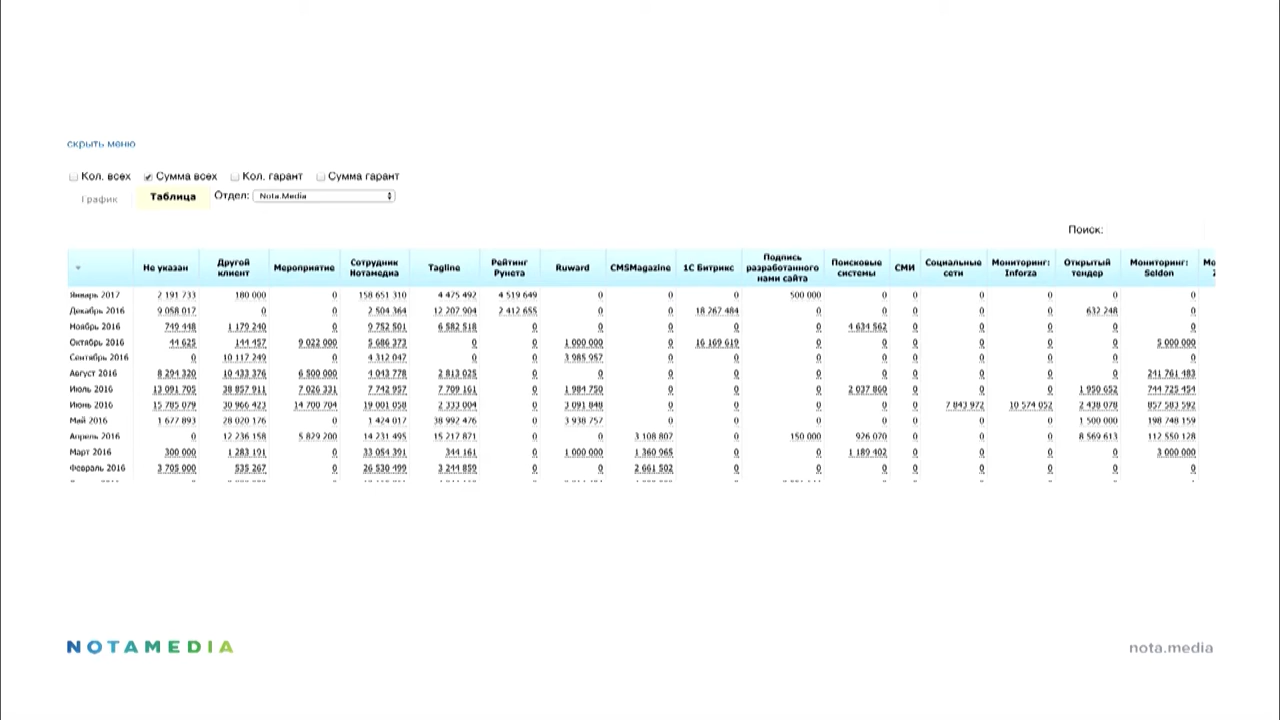 скрыть меню
Кол. всех Сумма всех Кол. гарант Сумма гарант
График Таблица Отдел: Nota.Media
Поиск:
Не указан Другой клиент Мероприятие Сотрудник Нотамедиа Tagline Рейтинг Рунета Ruward CMSMagazine 1С Битрикс Подпись разработанного нами сайта Поисковые системы СМИ Социальные сети Мониторинг: Inforza Открытый тендер Мониторинг: Seldon
Январь 2017 2 191 733 180 000 0 158 651 310 4 475 492 4 519 649 0 0 0 500 000 0 0 0 0 0 0
Декабрь 2016 9 058 017 0 0 2 504 364 12 207 904 2 412 655 0 0 18 267 484 0 0 0 0 0 632 248 0
Ноябрь 2016 749 448 1 179 240 0 9 752 501 6 582 518 0 0 0 0 0 4 634 562 0 0 0 0 0
Октябрь 2016 44 625 144 457 9 022 000 5 686 373 0 0 1 000 000 0 16 169 619 0 0 0 0 0 0 5 000 000
Сентябрь 2016 0 10 117 249 0 4 312 047 0 0 3 985 957 0 0 0 0 0 0 0 0 0
Август 2016 8 294 320 10 433 376 6 500 000 4 013 778 2 813 025 0 0 0 0 0 0 0 0 0 0 241 761 483
Июль 2016 13 091 705 38 857 911 7 026 331 7 742 957 7 709 161 0 1 984 750 0 0 0 2 037 860 0 0 0 1 950 652 744 725 454
Июнь 2016 15 785 079 30 966 423 14 700 704 19 001 058 2 333 004 0 3 091 848 0 0 0 0 0 7 843 972 10 574 052 2 438 078 857 583 592
Май 2016 1 677 893 28 020 176 0 1 424 017 38 992 476 0 3 938 757 0 0 0 0 0 0 0 1 500 000 198 748 159
Апрель 2016 0 12 236 158 5 829 200 14 231 495 15 217 871 0 0 3 108 807 0 150 000 926 070 0 0 0 8 569 613 112 550 128
Март 2016 300 000 1 283 191 0 33 054 391 344 161 0 1 000 000 1 360 965 0 0 1 189 402 0 0 0 0 3 000 000
Февраль 2016 3 705 000 535 267 0 26 530 499 3 244 859 0 0 2 661 502 0 0 0 0 0 0 0 0
NOTAMEDIA
nota.media